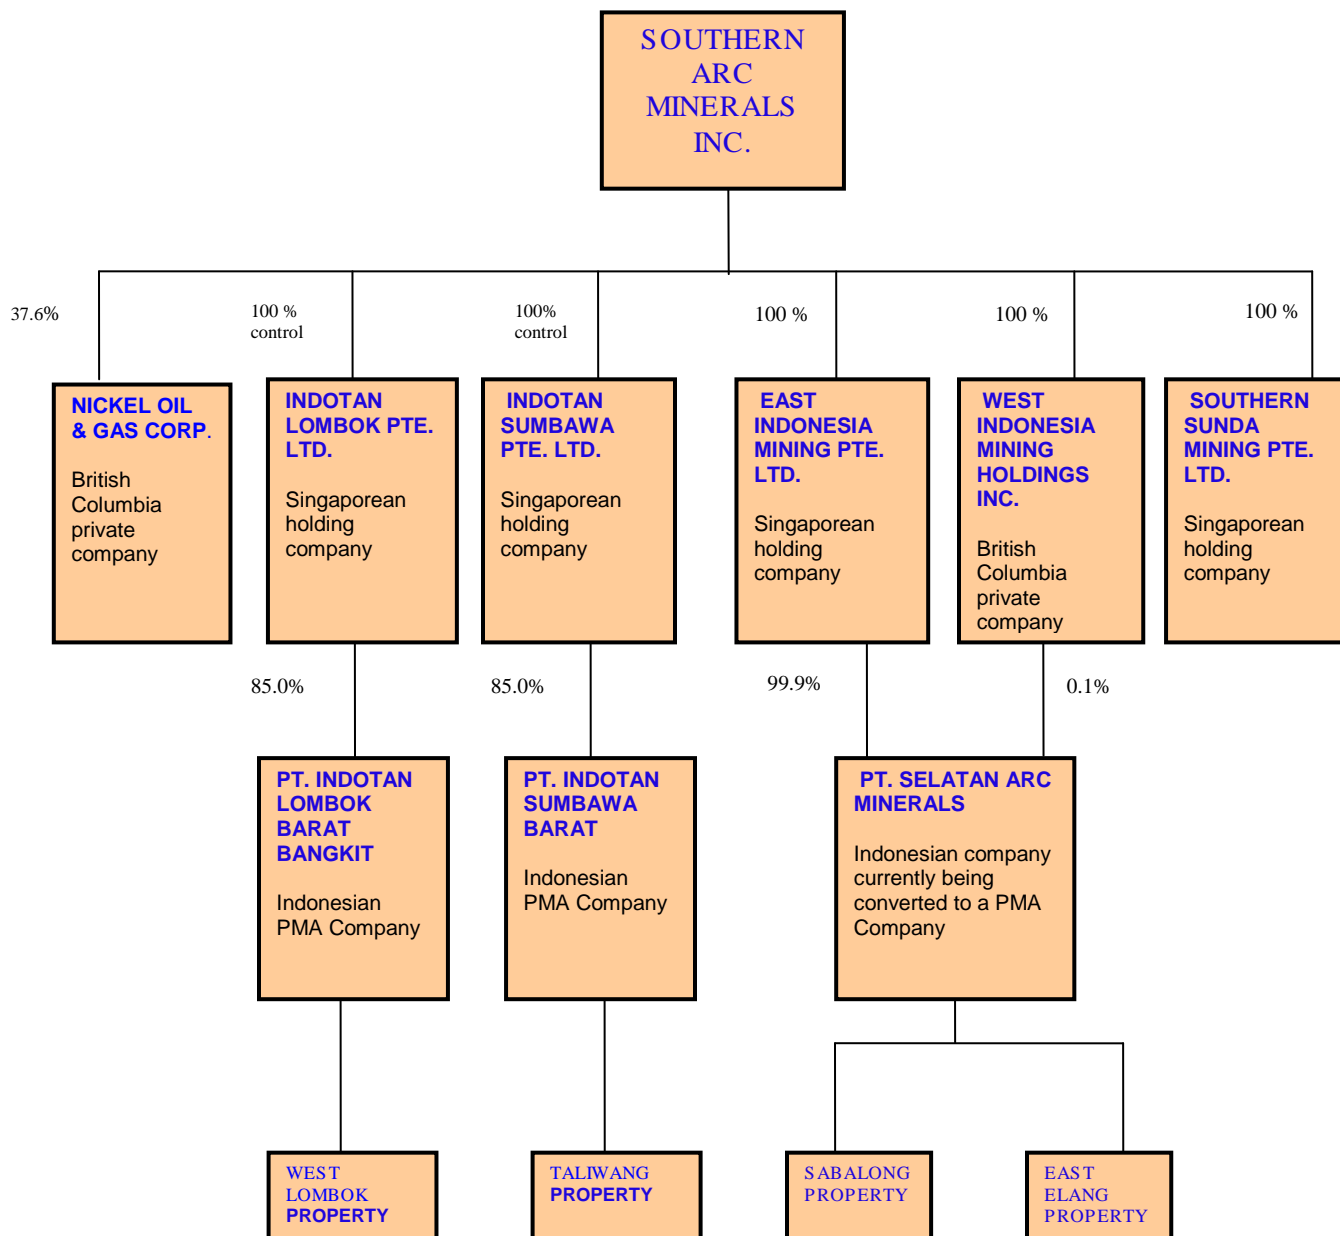 SOUTHERN
ARC
MINERALS
INC.
37.6%
100 %
control
100%
control
100 %
100 %
100 %
NICKEL OIL
& GAS CORP.
British
Columbia
private
company
INDOTAN
LOMBOK PTE.
LTD.
Singaporean
holding
company
INDOTAN
SUMBAWA
PTE. LTD.
Singaporean
holding
company
EAST
INDONESIA
MINING PTE.
LTD.
Singaporean
holding
company
WEST
INDONESIA
MINING
HOLDINGS
INC.
British
Columbia
private
company
SOUTHERN
SUNDA
MINING PTE.
LTD.
Singaporean
holding
company
85.0%
85.0%
99.9%
0.1%
PT. INDOTAN
LOMBOK
BARAT
BANGKIT
Indonesian
PMA Company
PT. INDOTAN
SUMBAWA
BARAT
Indonesian
PMA Company
PT. SELATAN ARC
MINERALS
Indonesian company
currently being
converted to a PMA
Company
WEST
LOMBOK
PROPERTY
TALIWANG
PROPERTY
SABALONG
PROPERTY
EAST
ELANG
PROPERTY